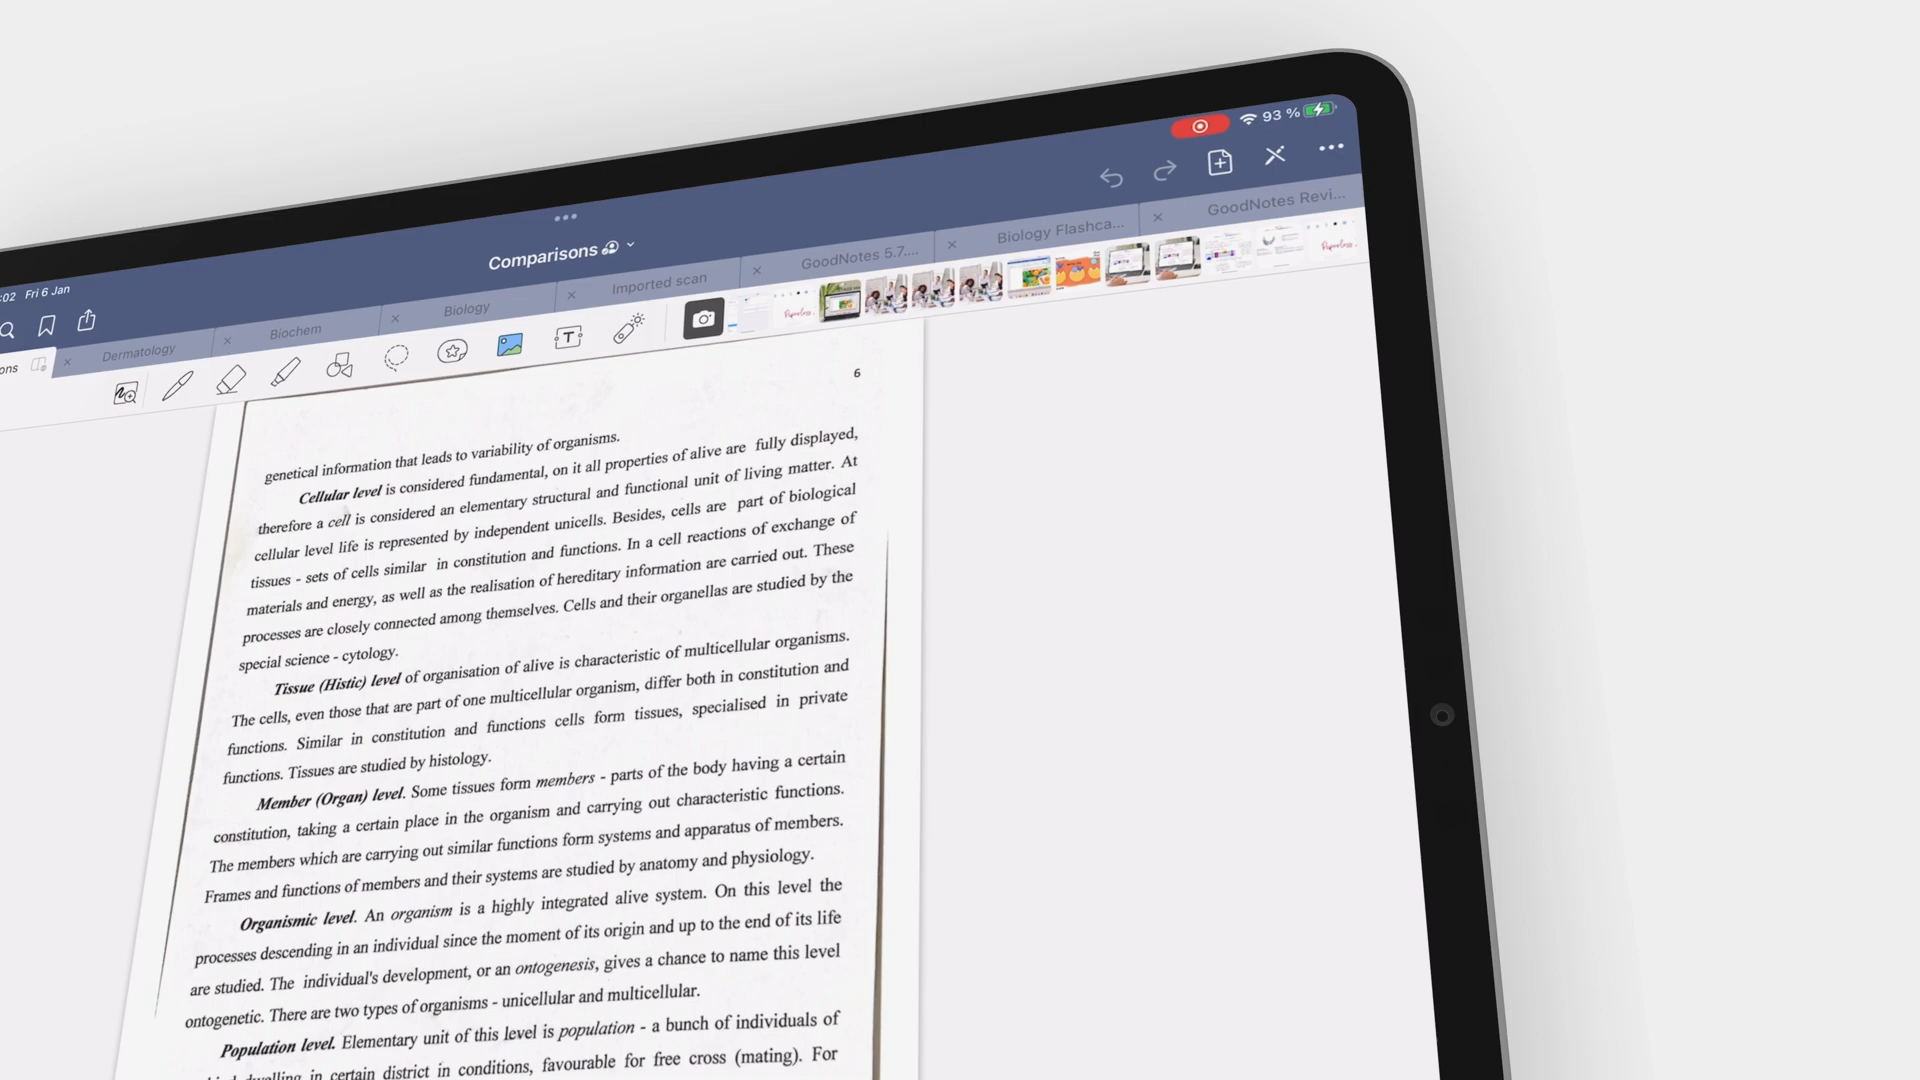 :02 Fri 6 Jan
93 %
Comparisons
ons
Dermatology
Biochem
Biology
Imported scan
GoodNotes 5.7....
Biology Flashca...
GoodNotes Revi...
T
Paperless.
Paperless.
6
genetical information that leads to variability of organisms.
Cellular level is considered fundamental, on it all properties of alive are fully displayed,
therefore a cell is considered an elementary structural and functional unit of living matter. At
cellular level life is represented by independent unicells. Besides, cells are part of biological
tissues - sets of cells similar in constitution and functions. In a cell reactions of exchange of
materials and energy, as well as the realisation of hereditary information are carried out. These
processes are closely connected among themselves. Cells and their organellas are studied by the
special science - cytology.
Tissue (Histic) level of organisation of alive is characteristic of multicellular organisms.
The cells, even those that are part of one multicellular organism, differ both in constitution and
functions. Similar in constitution and functions cells form tissues, specialised in private
functions. Tissues are studied by histology.
Member (Organ) level. Some tissues form members - parts of the body having a certain
constitution, taking a certain place in the organism and carrying out characteristic functions.
The members which are carrying out similar functions form systems and apparatus of members.
Frames and functions of members and their systems are studied by anatomy and physiology.
Organismic level. An organism is a highly integrated alive system. On this level the
processes descending in an individual since the moment of its origin and up to the end of its life
are studied. The individual's development, or an ontogenesis, gives a chance to name this level
ontogenetic. There are two types of organisms - unicellular and multicellular.
Population level. Elementary unit of this level is population - a bunch of individuals of
dwelling in certain district in conditions, favourable for free cross (mating). For